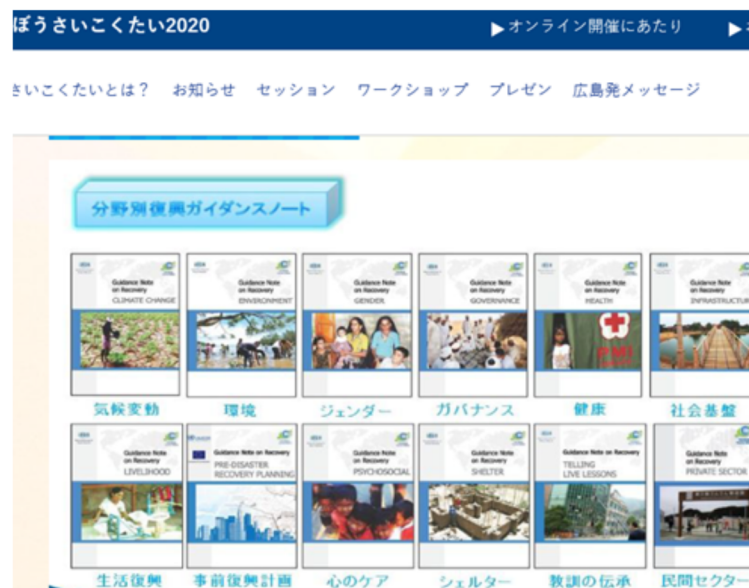 ぼうさいこくたい2020
▶オンライン開催にあたり
さいこくたいとは？ お知らせ セッション ワークショップ プレゼン 広島発メッセージ
分野別復興ガイダンスノート
Guidance Note
on Recovery
CLIMATE CHANGE
Guidance Note
on Recovery
ENVIRONMENT
Guidance Note
on Recovery
GENDER
Guidance Note
on Recovery
GOVERNANCE
Guidance Note
on Recovery
HEALTH
Guidance Note
on Recovery
INFRASTRUCTUR
PMI
気候変動 環境 ジェンダー ガバナンス 健康 社会基盤
Guidance Note
on Recovery
LIVELIHOOD
Guidance Note on Recovery
PRE-DISASTER
RECOVERY PLANNING
Guidance Note
on Recovery
PSYCHOSOCIAL
Guidance Note
on Recovery
SHELTER
Guidance Note on Recovery
TELLING
LIVE LESSONS
Guidance Note
on Recovery
PRIVATE SECTOR
生活復興 事前復興計画 心のケア シェルター 教訓の伝承 民間セクター